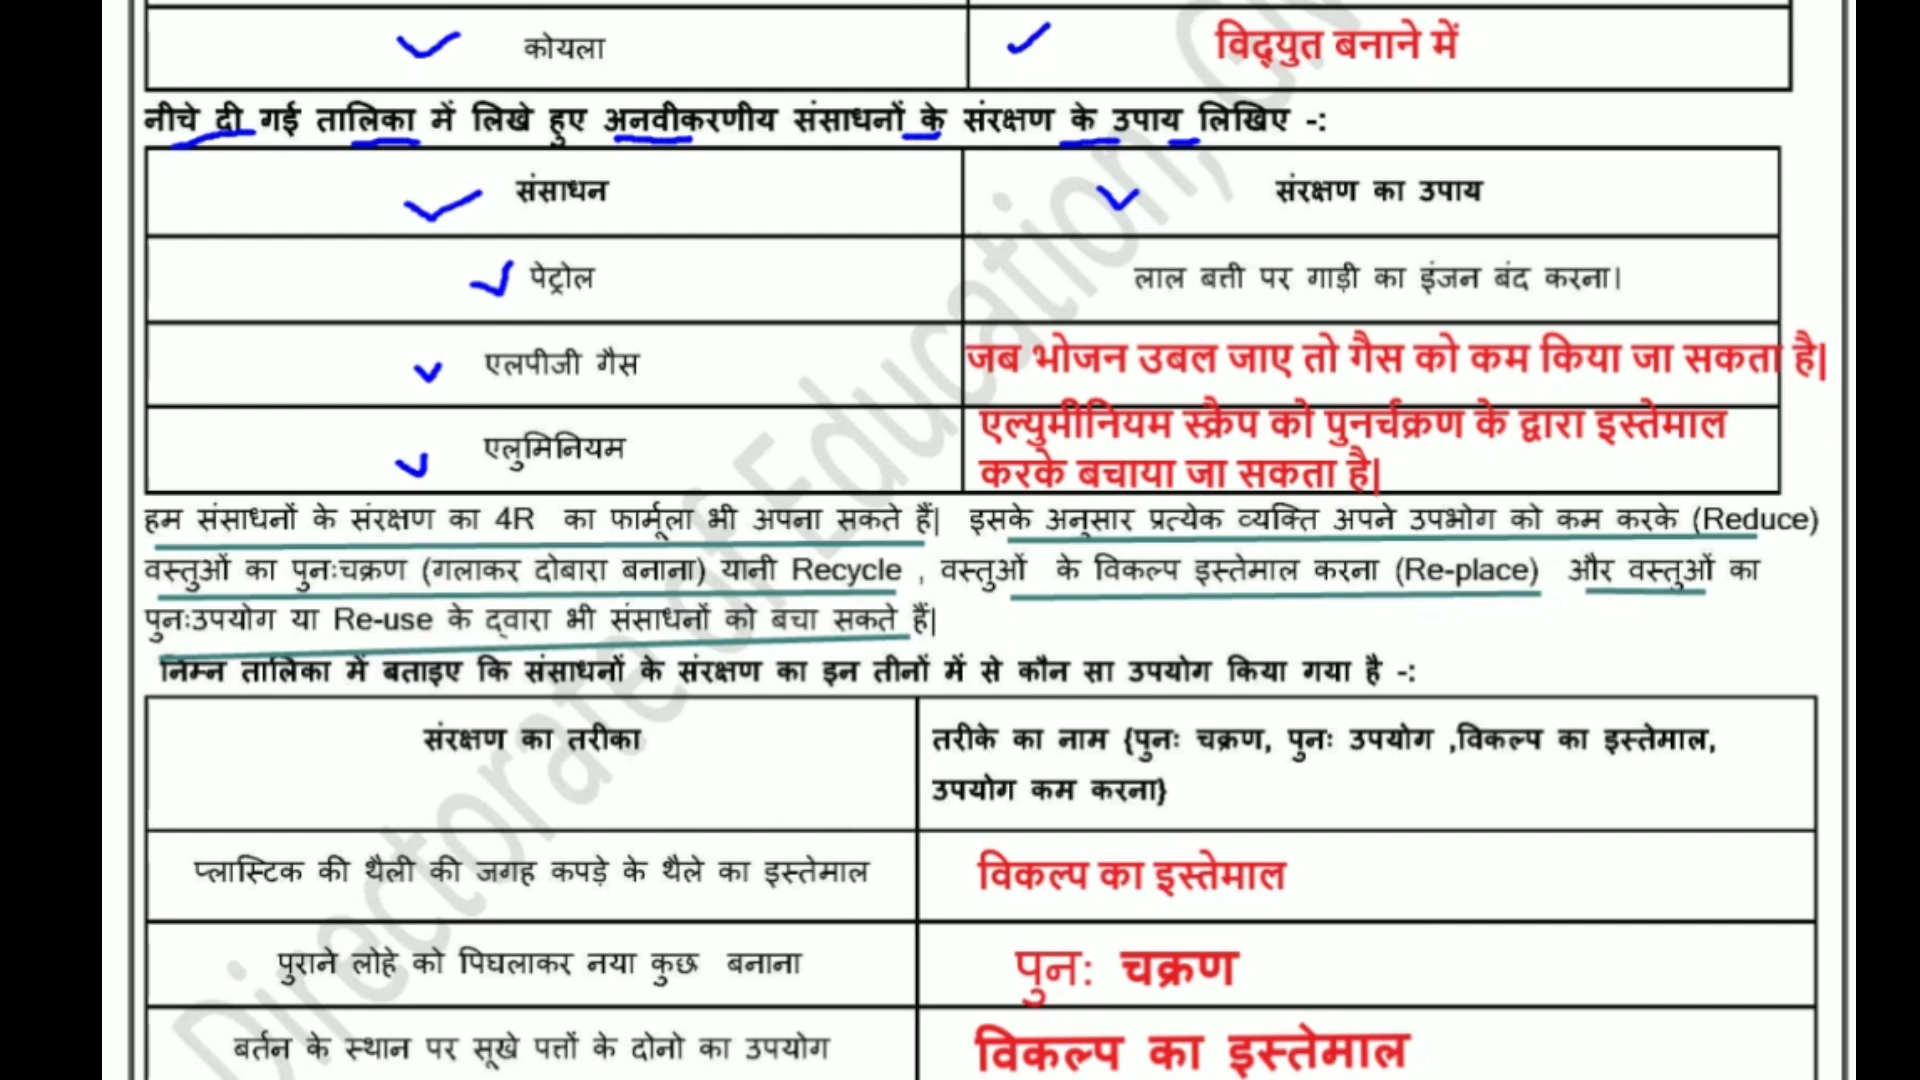 कोयला विद्युत बनाने में
नीचे दी गई तालिका में लिखे हुए अनवीकरणीय संसाधनों के संरक्षण के उपाय लिखिए -:
संसाधन संरक्षण का उपाय
पेट्रोल लाल बत्ती पर गाड़ी का इंजन बंद करना।
एलपीजी गैस जब भोजन उबल जाए तो गैस को कम किया जा सकता है|
एलुमिनियम एल्युमीनियम स्क्रैप को पुनर्चक्रण के द्वारा इस्तेमाल
करके बचाया जा सकता है|
हम संसाधनों के संरक्षण का 4R का फार्मूला भी अपना सकते हैं| इसके अनुसार प्रत्येक व्यक्ति अपने उपभोग को कम करके (Reduce)
वस्तुओं का पुनःचक्रण (गलाकर दोबारा बनाना) यानी Recycle , वस्तुओं के विकल्प इस्तेमाल करना (Re-place) और वस्तुओं का
पुनःउपयोग या Re-use के द्वारा भी संसाधनों को बचा सकते हैं|
निम्न तालिका में बताइए कि संसाधनों के संरक्षण का इन तीनों में से कौन सा उपयोग किया गया है -:
संरक्षण का तरीका तरीके का नाम {पुनः चक्रण, पुनः उपयोग ,विकल्प का इस्तेमाल,
उपयोग कम करना}
प्लास्टिक की थैली की जगह कपड़े के थैले का इस्तेमाल विकल्प का इस्तेमाल
पुराने लोहे को पिघलाकर नया कुछ बनाना पुन: चक्रण
बर्तन के स्थान पर सूखे पत्तों के दोनो का उपयोग विकल्प का इस्तेमाल
Directorate of Education,